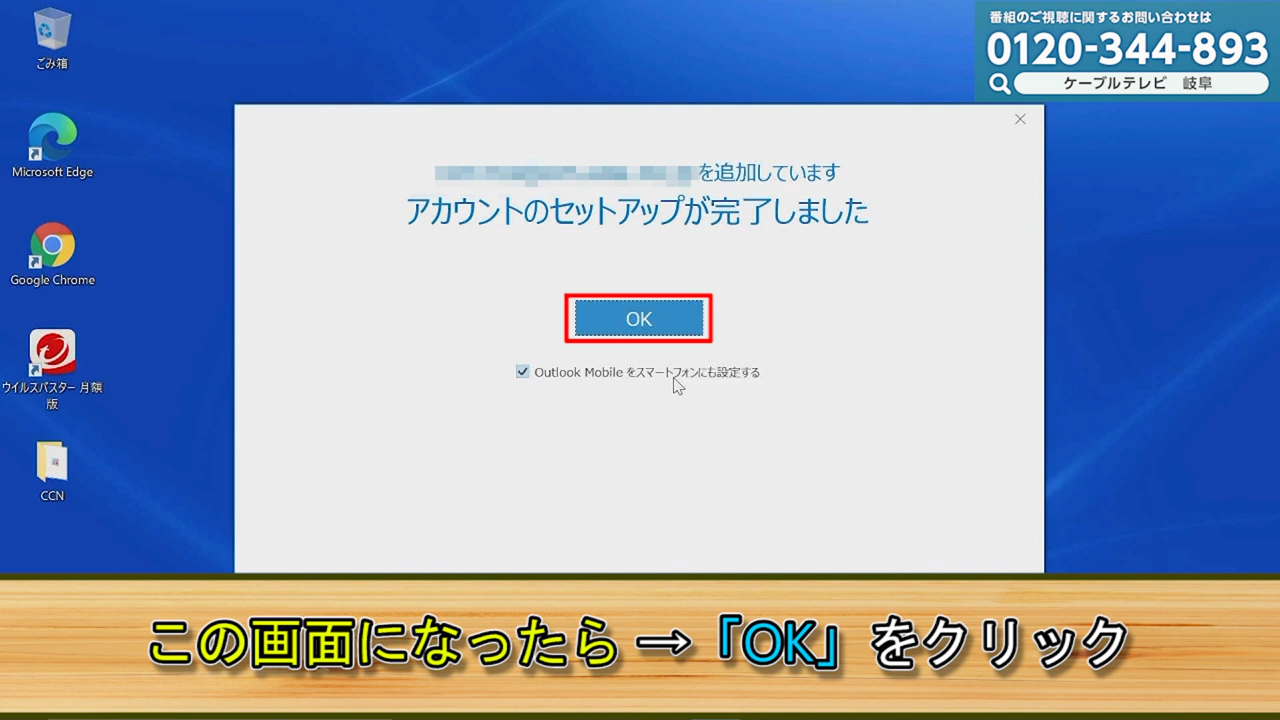 番組のご視聴に関するお問い合わせは
0120-344-893
ケーブルテレビ 岐阜
ごみ箱
Microsoft Edge
Google Chrome
ウイルスバスター 月額
版
CCN
を追加しています
アカウントのセットアップが完了しました
OK
Outlook Mobile をスマートフォンにも設定する
この画面になったら→「OK」をクリック